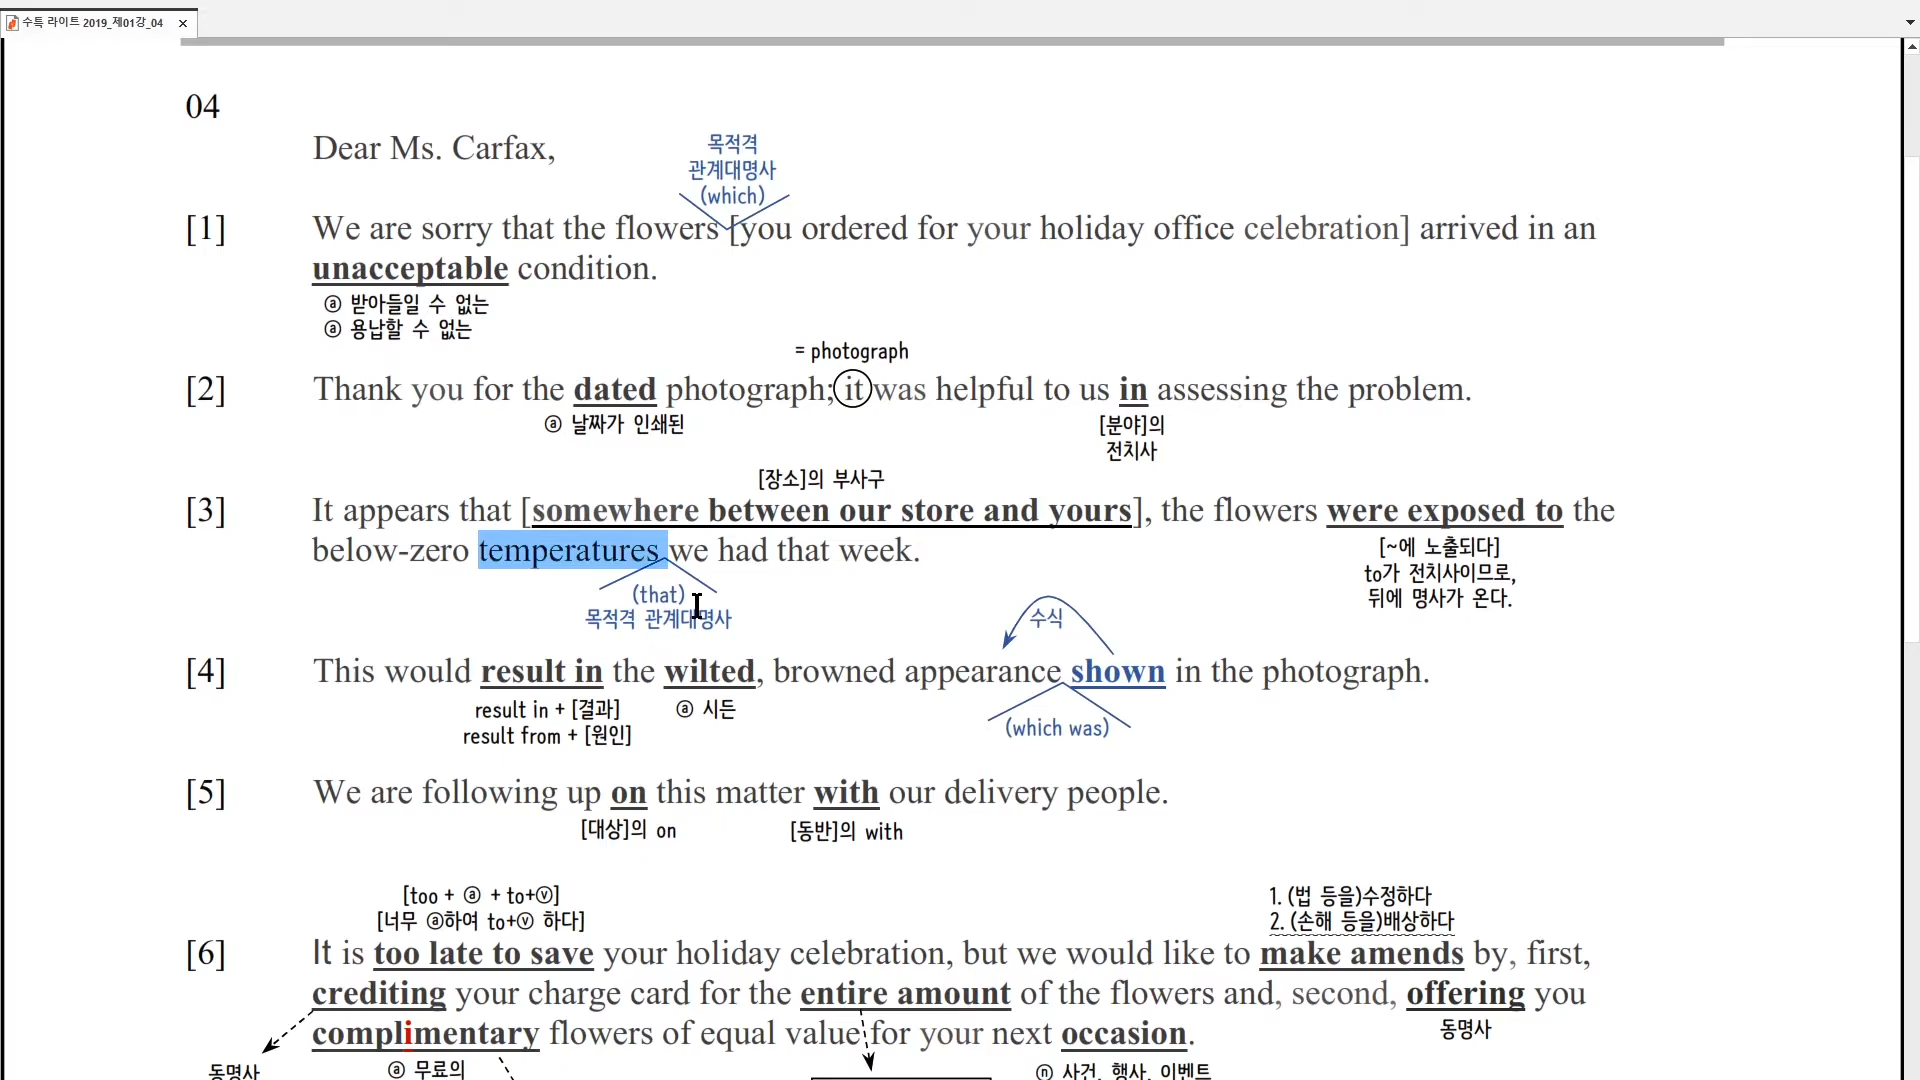 수특 라이트 2019_제01강_04
04
Dear Ms. Carfax,
목적격
관계대명사
(which)
[1] We are sorry that the flowers [you ordered for your holiday office celebration] arrived in an
unacceptable condition.
ⓐ 받아들일 수 없는
ⓐ 용납할 수 없는
= photograph
[2] Thank you for the dated photograph; it was helpful to us in assessing the problem.
ⓐ 날짜가 인쇄된
[분야]의
전치사
[장소]의 부사구
[3] It appears that [somewhere between our store and yours], the flowers were exposed to the
below-zero temperatures we had that week.
[~에 노출되다]
to가 전치사이므로,
뒤에 명사가 온다.
(that)
목적격 관계대명사
수식
[4] This would result in the wilted, browned appearance shown in the photograph.
result in + [결과] ⓐ 시든
result from + [원인]
(which was)
[5] We are following up on this matter with our delivery people.
[대상]의 on [동반]의 with
[too + ⓐ + to+ⓥ] 1. (법 등을)수정하다
[너무 ⓐ하여 to+ⓥ 하다] 2. (손해 등을)배상하다
[6] It is too late to save your holiday celebration, but we would like to make amends by, first,
crediting your charge card for the entire amount of the flowers and, second, offering you
complimentary flowers of equal value for your next occasion.
동명사
동명사 ⓐ 무료의 ⓝ 사건, 행사, 이벤트